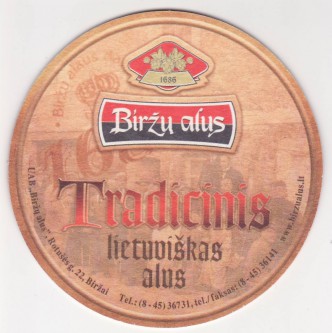 1686
Biržų alus
Tradicinis
lietuviškas
alus
UAB „Biržų alus“, Rotušės g. 22, Biržai Tel.: (8-45) 36731, tel./faksas: (8-45) 36141 www.birzualus.lt